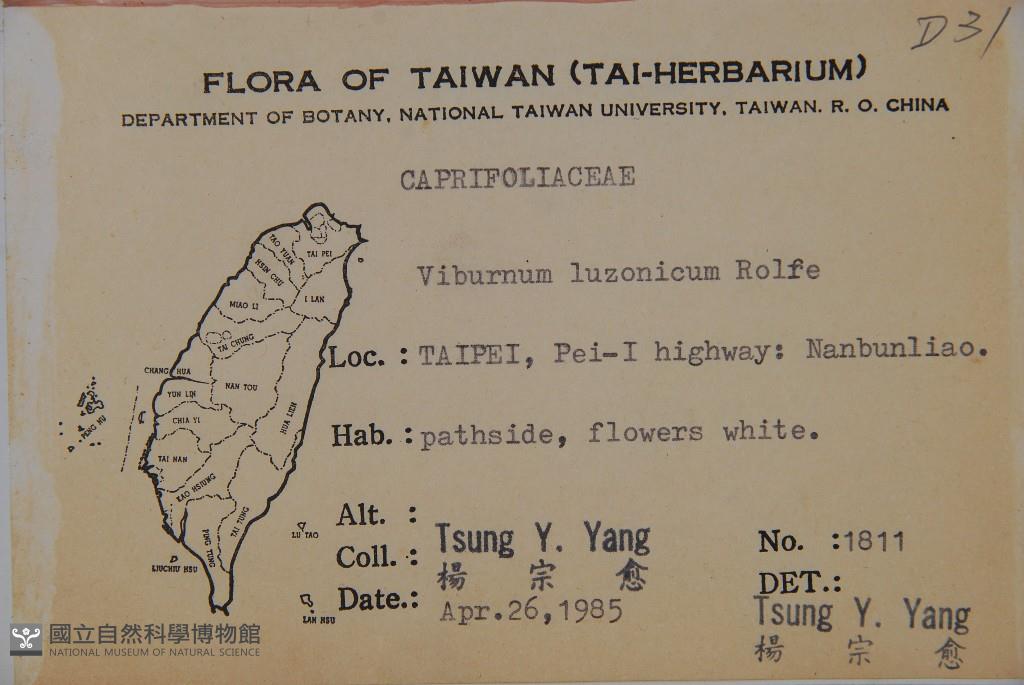 D31
FLORA OF TAIWAN (TAI-HERBARIUM)
DEPARTMENT OF BOTANY, NATIONAL TAIWAN UNIVERSITY, TAIWAN. R. O. CHINA
CAPRIFOLIACEAE
Viburnum luzonicum Rolfe
Loc. : TAIPEI, Pei-I highway: Nanbunliao.
Hab. : pathside, flowers white.
Alt. :
Coll. : Tsung Y. Yang
楊 宗 愈
Date.: Apr.26,1985
No. :1811
DET.:
Tsung Y. Yang
楊 宗 愈
TAO YUAN
TAI PEI
HSIN CHU
MIAO LI
I LAN
TAI CHUNG
CHANG HUA
NAN TOU
YUN LIN
PENG HU
CHIA YI
HUA LIEN
TAI NAN
KAO HSIUNG
TAI TUNG
PING TUNG
LU TAO
LIUCHIU HSU
LAN HSU
國立自然科學博物館
NATIONAL MUSEUM OF NATURAL SCIENCE